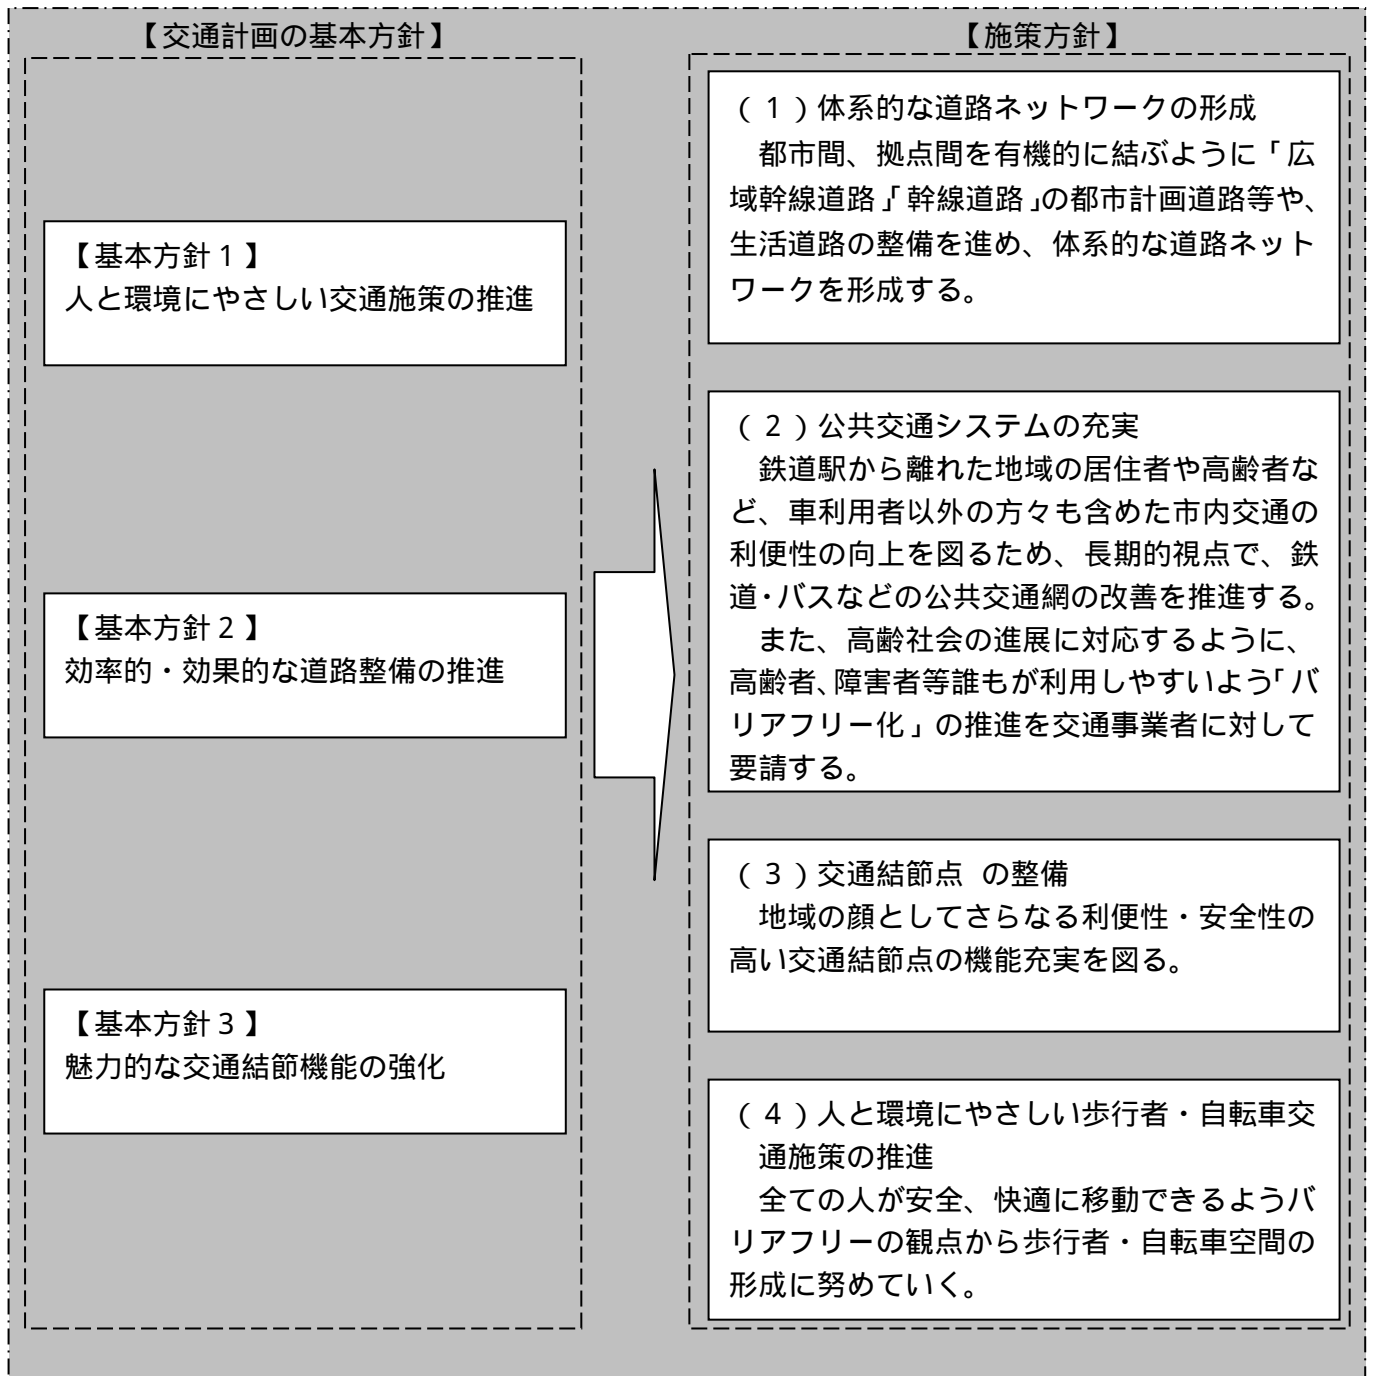 【交通計画の基本方針】
【基本方針1】
人と環境にやさしい交通施策の推進
【基本方針2】
効率的・効果的な道路整備の推進
【基本方針3】
魅力的な交通結節機能の強化
【施策方針】
(1)体系的な道路ネットワークの形成
都市間、拠点間を有機的に結ぶように「広
域幹線道路」「幹線道路」の都市計画道路等や、
生活道路の整備を進め、体系的な道路ネット
ワークを形成する。
(2)公共交通システムの充実
鉄道駅から離れた地域の居住者や高齢者な
ど、車利用者以外の方々も含めた市内交通の
利便性の向上を図るため、長期的視点で、鉄
道・バスなどの公共交通網の改善を推進する。
また、高齢社会の進展に対応するように、
高齢者、障害者等誰もが利用しやすいよう「バ
リアフリー化」の推進を交通事業者に対して
要請する。
(3)交通結節点 の整備
地域の顔としてさらなる利便性・安全性の
高い交通結節点の機能充実を図る。
(4)人と環境にやさしい歩行者・自転車交
通施策の推進
全ての人が安全、快適に移動できるようバ
リアフリーの観点から歩行者・自転車空間の
形成に努めていく。